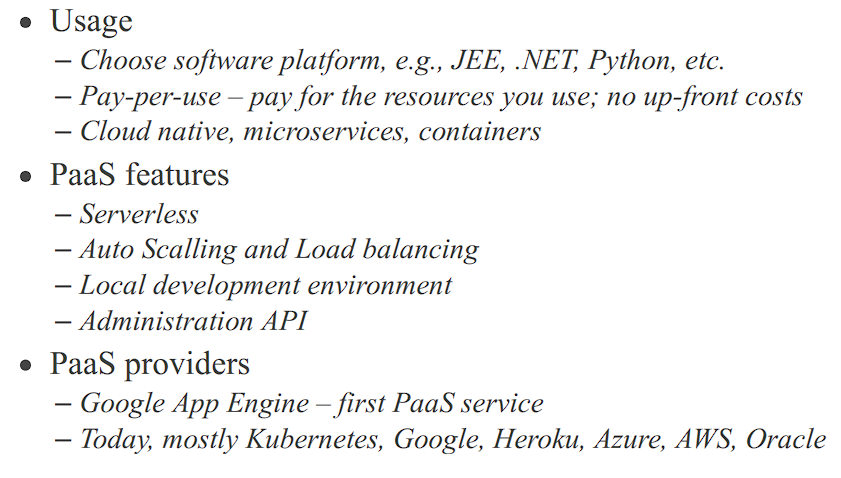 • Usage
– Choose software platform, e.g., JEE, .NET, Python, etc.
– Pay-per-use – pay for the resources you use; no up-front costs
– Cloud native, microservices, containers
• PaaS features
– Serverless
– Auto Scalling and Load balancing
– Local development environment
– Administration API
• PaaS providers
– Google App Engine – first PaaS service
– Today, mostly Kubernetes, Google, Heroku, Azure, AWS, Oracle